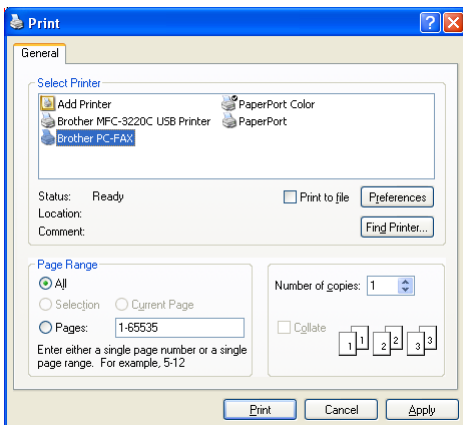 Print
General
Select Printer
Add Printer
PaperPort Color
Brother MFC-3220C USB Printer
PaperPort
Brother PC-FAX
Status: Ready
Print to file
Preferences
Location:
Comment:
Find Printer...
Page Range
All
Selection
Current Page
Pages: 1-65535
Enter either a single page number or a single
page range. For example, 5-12
Number of copies: 1
Collate
1 1 2 2 3 3
Print
Cancel
Apply